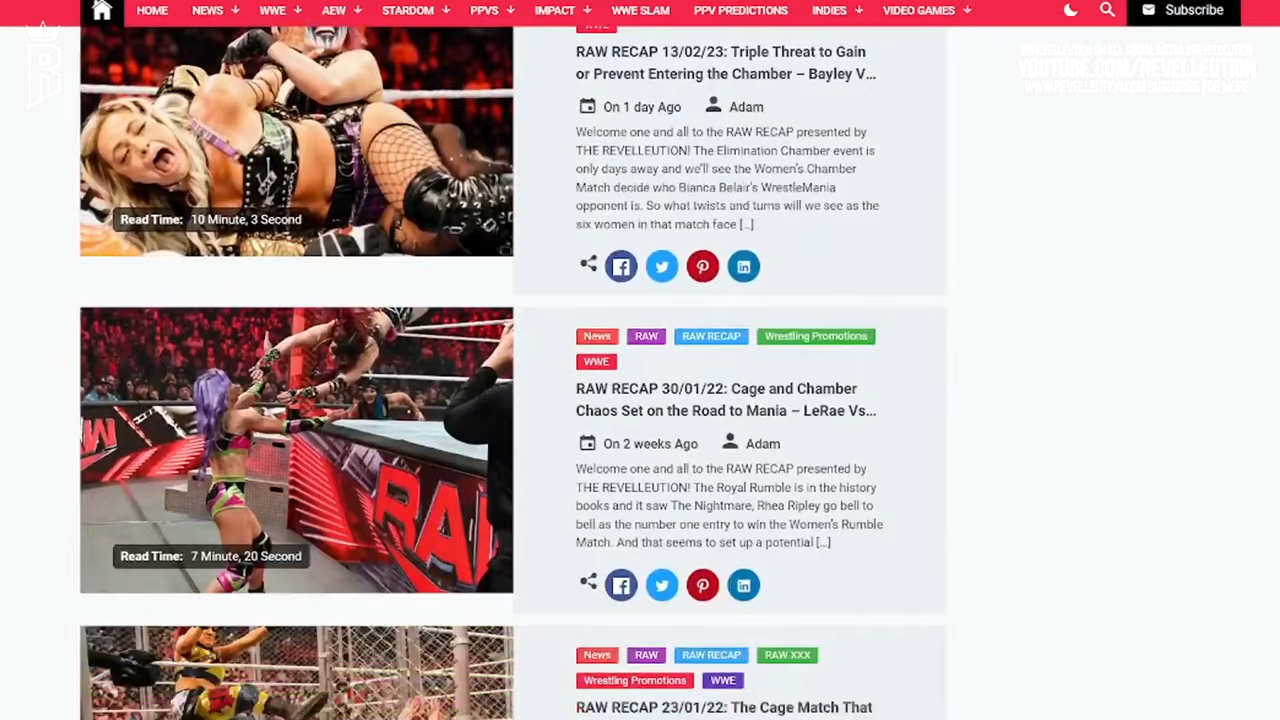 HOME NEWS WWE AEW STARDOM PPVS IMPACT WWE SLAM PPV PREDICTIONS INDIES VIDEO GAMES Subscribe
YOUTUBE.COM/REVELLEUTION
RAW RECAP 13/02/23: Triple Threat to Gain
or Prevent Entering the Chamber – Bayley V...
On 1 day Ago Adam
Welcome one and all to the RAW RECAP presented by
THE REVELLEUTION! The Elimination Chamber event is
only days away and we'll see the Women's Chamber
Match decide who Bianca Belair's WrestleMania
opponent is. So what twists and turns will we see as the
six women in that match face [...]
Read Time: 10 Minute, 3 Second
News RAW RAW RECAP Wrestling Promotions
WWE
RAW RECAP 30/01/22: Cage and Chamber
Chaos Set on the Road to Mania – LeRae Vs...
On 2 weeks Ago Adam
Welcome one and all to the RAW RECAP presented by
THE REVELLEUTION! The Royal Rumble is in the history
books and it saw The Nightmare, Rhea Ripley go bell to
bell as the number one entry to win the Women's Rumble
Match. And that seems to set up a potential [...]
RAW
Read Time: 7 Minute, 20 Second
News RAW RAW RECAP RAW XXX
Wrestling Promotions WWE
RAW RECAP 23/01/22: The Cage Match That